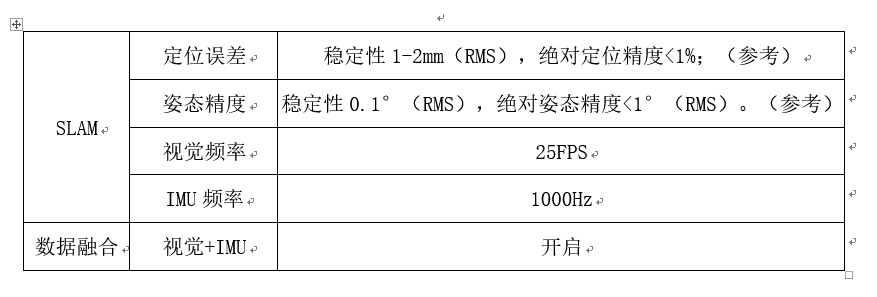 SLAM
定位误差
稳定性1-2mm（RMS），绝对定位精度<1%；（参考）
姿态精度
稳定性0.1°（RMS），绝对姿态精度<1°（RMS）。（参考）
视觉频率
25FPS
IMU频率
1000Hz
数据融合
视觉+IMU
开启